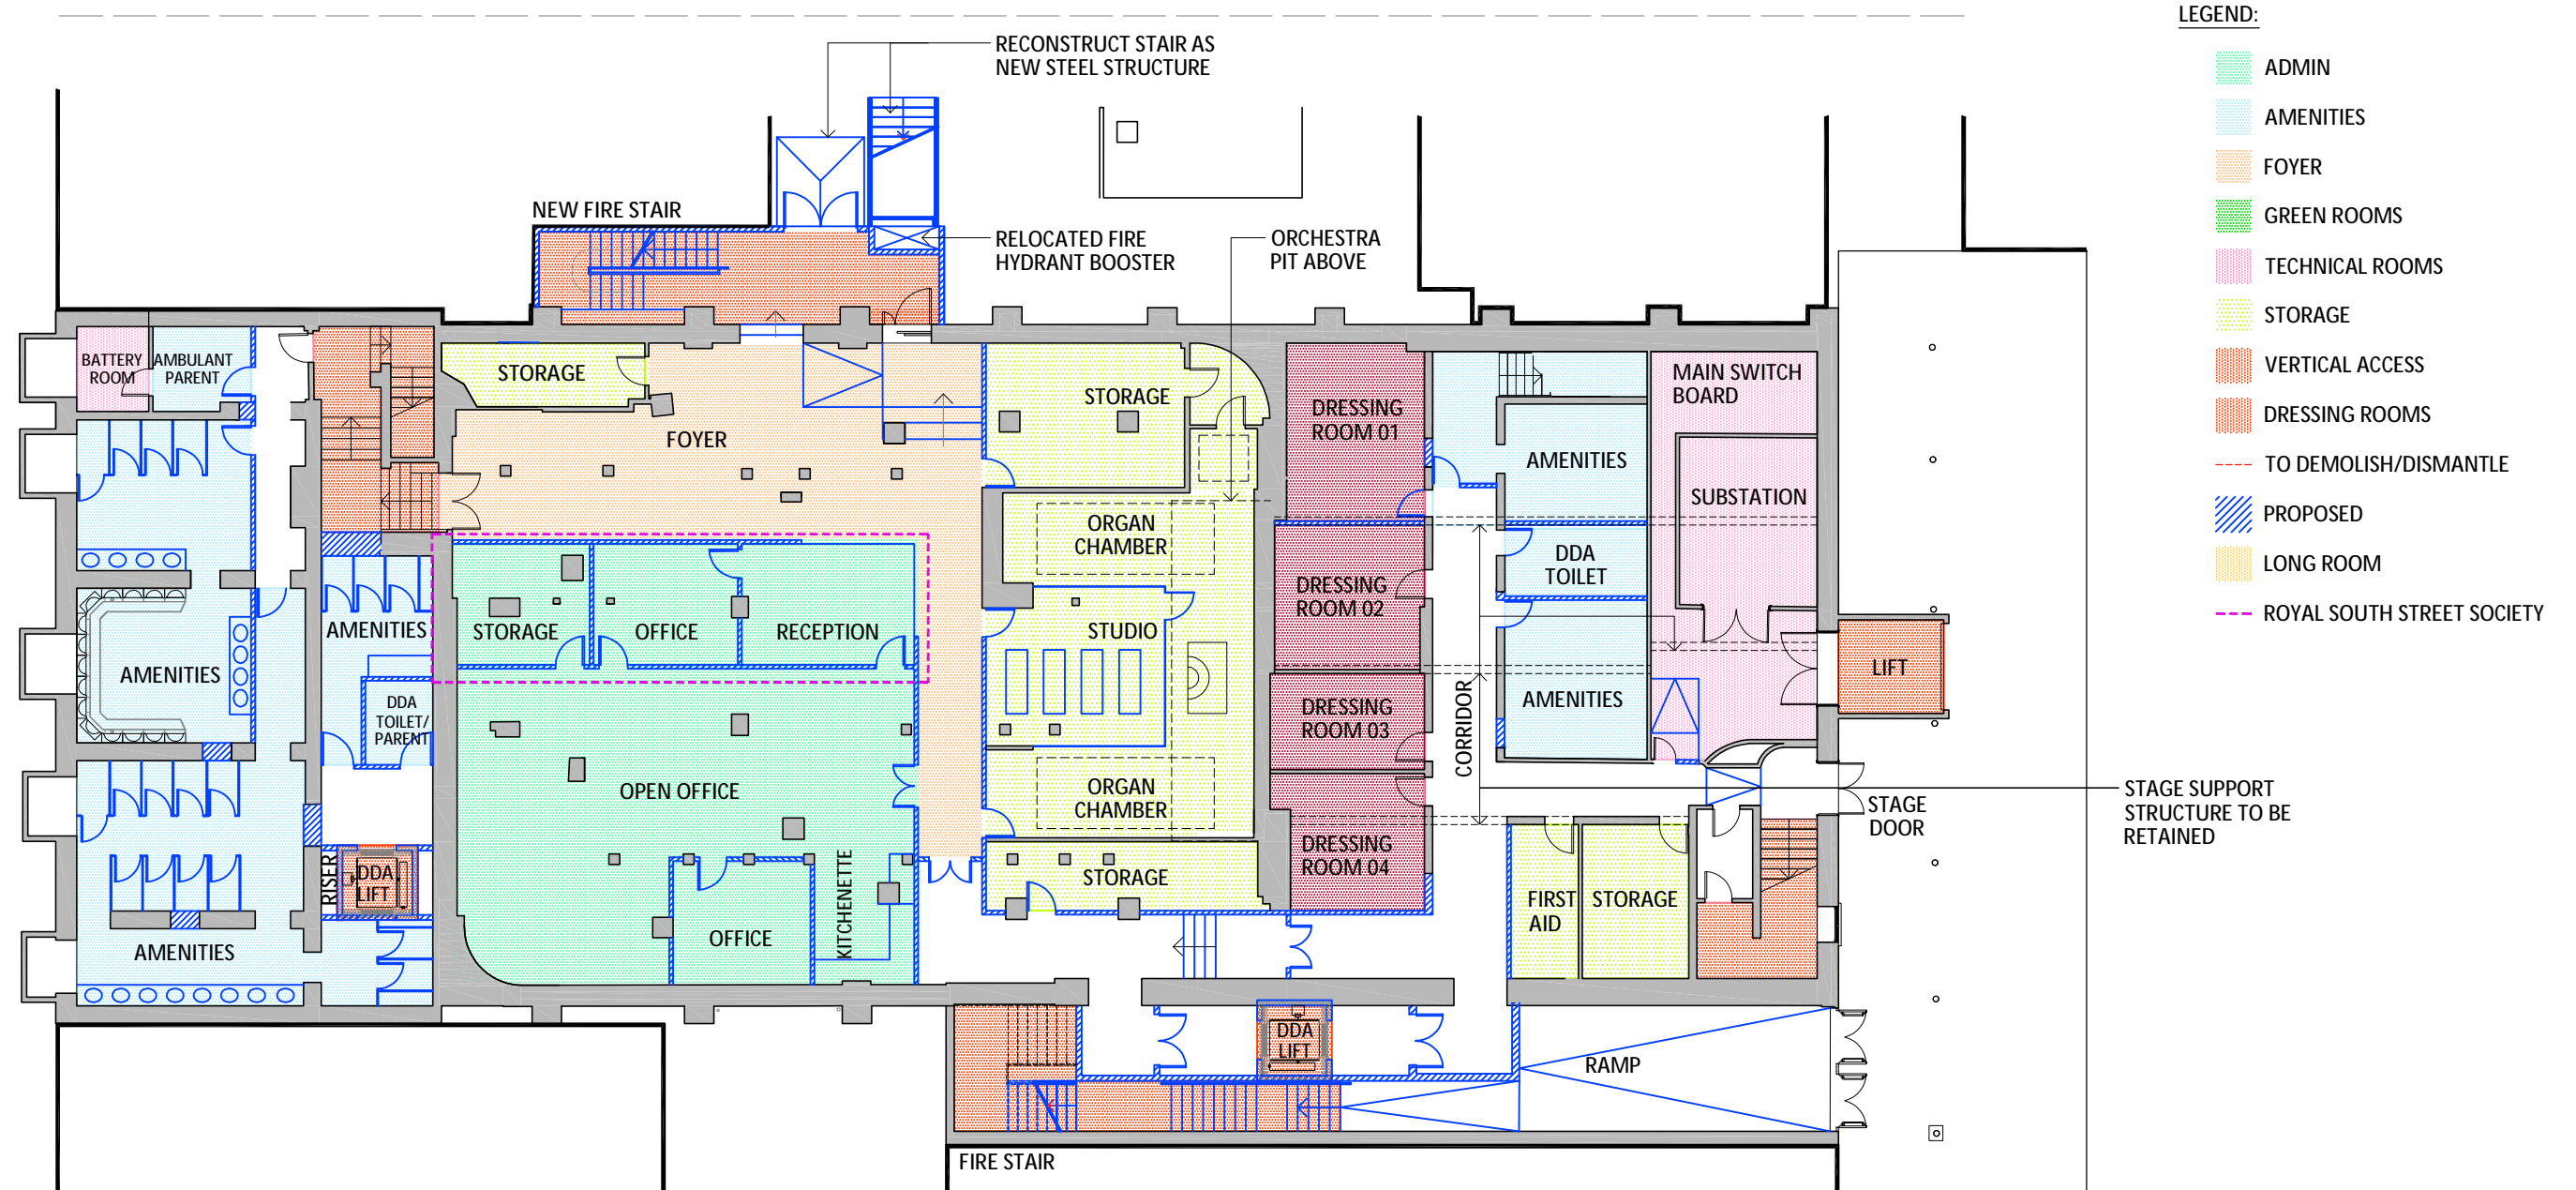 LEGEND:
ADMIN
AMENITIES
FOYER
GREEN ROOMS
TECHNICAL ROOMS
STORAGE
VERTICAL ACCESS
DRESSING ROOMS
TO DEMOLISH/DISMANTLE
PROPOSED
LONG ROOM
ROYAL SOUTH STREET SOCIETY
RECONSTRUCT STAIR AS
NEW STEEL STRUCTURE
NEW FIRE STAIR
RELOCATED FIRE
HYDRANT BOOSTER
ORCHESTRA
PIT ABOVE
BATTERY
ROOM
AMBULANT
PARENT
STORAGE
FOYER
STORAGE
DRESSING
ROOM 01
MAIN SWITCH
BOARD
AMENITIES
SUBSTATION
ORGAN
CHAMBER
DDA
TOILET
DRESSING
ROOM 02
AMENITIES
STORAGE
OFFICE
RECEPTION
STUDIO
LIFT
AMENITIES
DDA
TOILET/
PARENT
DRESSING
ROOM 03
CORRIDOR
AMENITIES
OPEN OFFICE
ORGAN
CHAMBER
STAGE
DOOR
STAGE SUPPORT
STRUCTURE TO BE
RETAINED
DRESSING
ROOM 04
RISER
DDA
LIFT
KITCHENETTE
STORAGE
FIRST
AID
STORAGE
AMENITIES
OFFICE
DDA
LIFT
RAMP
FIRE STAIR